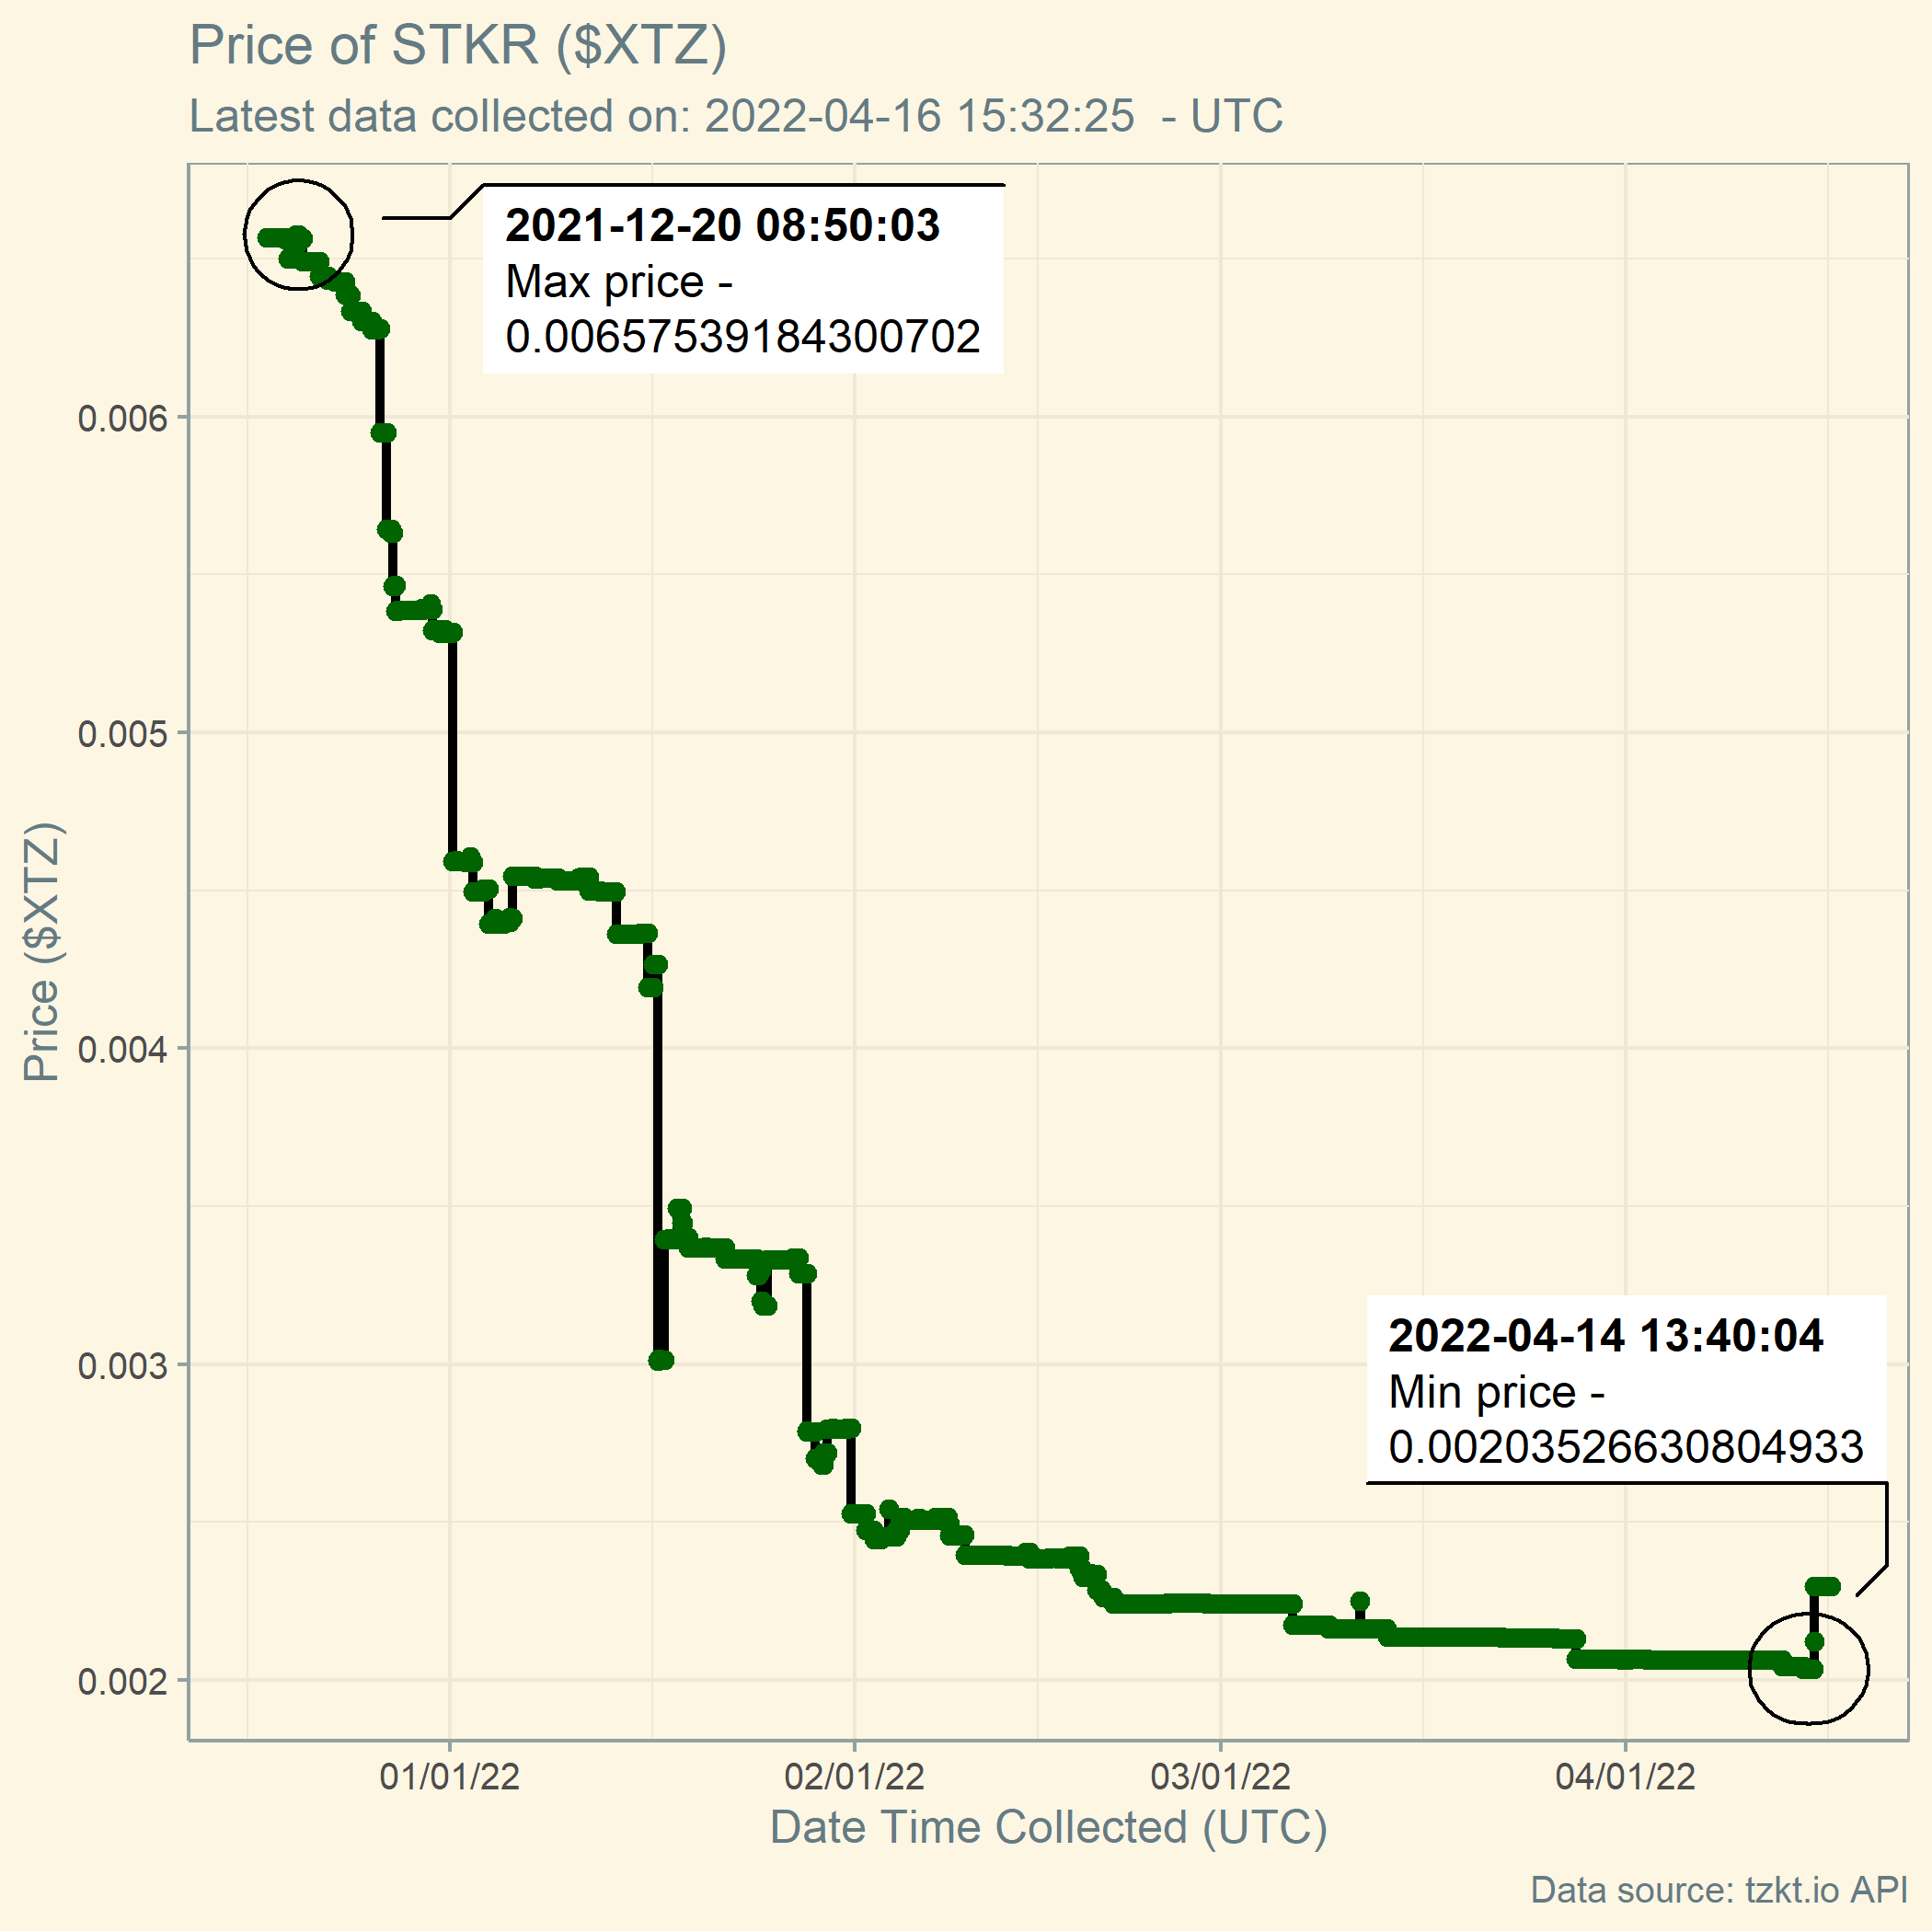 Price of STKR ($XTZ)
Latest data collected on: 2022-04-16 15:32:25  - UTC
2021-12-20 08:50:03
Max price -
0.00657539184300702
0.006
0.005
0.004
0.003
0.002
Price ($XTZ)
2022-04-14 13:40:04
Min price -
0.00203526630804933
01/01/22
02/01/22
03/01/22
04/01/22
Date Time Collected (UTC)
Data source: tzkt.io API